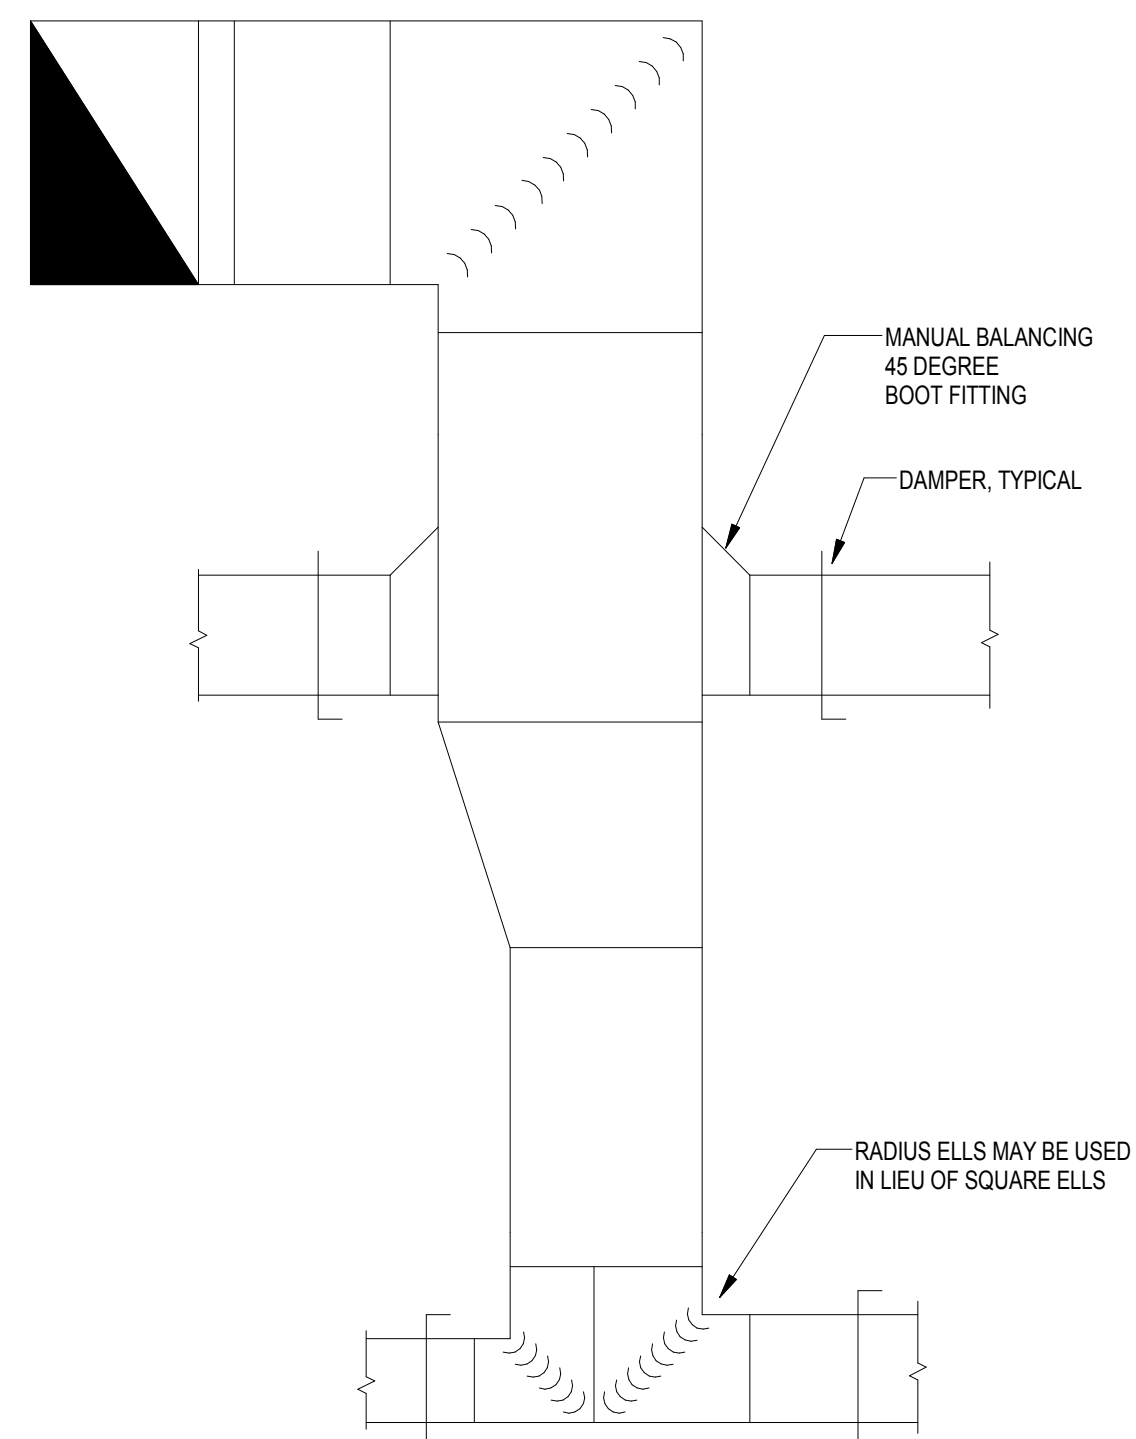 MANUAL BALANCING
45 DEGREE
BOOT FITTING
DAMPER, TYPICAL
RADIUS ELLS MAY BE USED
IN LIEU OF SQUARE ELLS